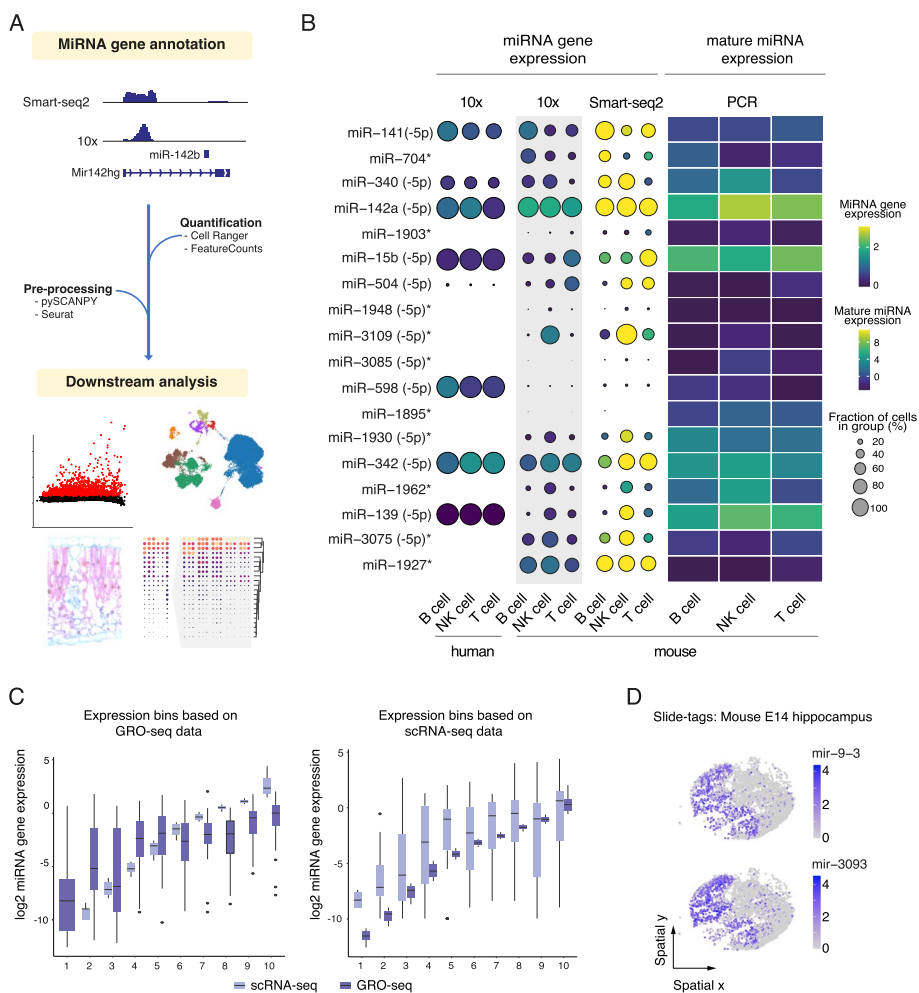 A
MiRNA gene annotation
Smart-seq2
10x
miR-142b
Mir142hg
Quantification
- Cell Ranger
- FeatureCounts
Pre-processing
- pySCANPY
- Seurat
Downstream analysis
B
miRNA gene
expression
mature miRNA
expression
10x
10x
Smart-seq2
PCR
miR-141(-5p)
miR-704*
miR-340 (-5p)
miR-142a (-5p)
miR-1903*
miR-15b (-5p)
miR-504 (-5p)
miR-1948 (-5p)*
miR-3109 (-5p)*
miR-3085 (-5p)*
miR-598 (-5p)
miR-1895*
miR-1930 (-5p)*
miR-342 (-5p)
miR-1962*
miR-139 (-5p)
miR-3075 (-5p)*
miR-1927*
B cell
NK cell
T cell
B cell
NK cell
T cell
B cell
NK cell
T cell
B cell
NK cell
T cell
human
mouse
MiRNA gene
expression
2
0
Mature miRNA
expression
8
6
4
2
0
Fraction of cells
in group (%)
20
40
60
80
100
C
Expression bins based on
GRO-seq data
log2 miRNA gene expression
5
0
-5
-10
1 2 3 4 5 6 7 8 9 10
Expression bins based on
scRNA-seq data
log2 miRNA gene expression
5
0
-5
-10
1 2 3 4 5 6 7 8 9 10
scRNA-seq
GRO-seq
D
Slide-tags: Mouse E14 hippocampus
mir-9-3
4
2
0
mir-3093
4
2
0
Spatial y
Spatial x